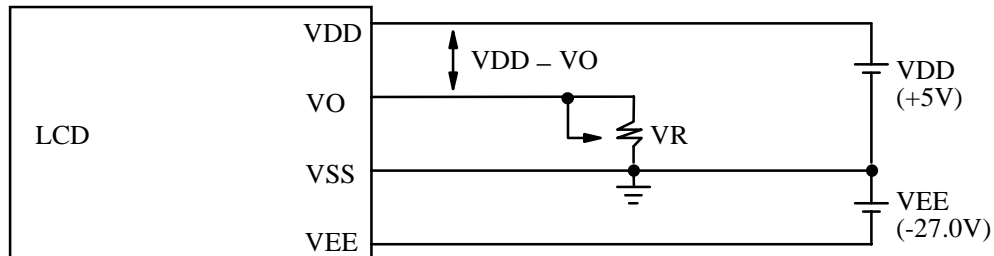 VDD
VDD – VO
VDD
(+5V)
VO
LCD
VR
VSS
VEE
(-27.0V)
VEE